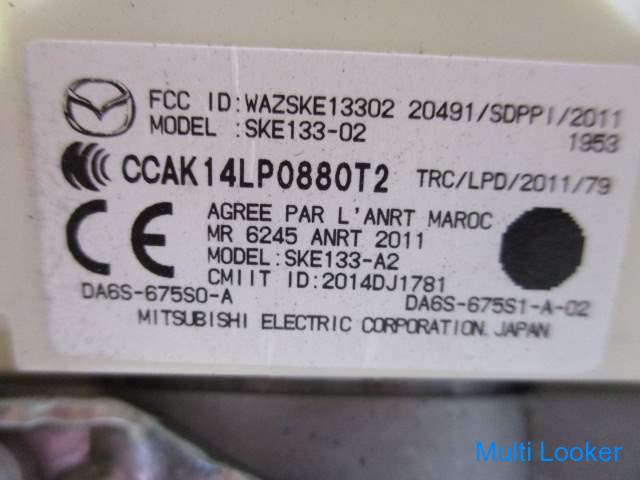 FCC ID:WAZSKE13302 20491/SDPPI/2011
MODEL :SKE133-02 1953
CCAK14LP0880T2 TRC/LPD/2011/79
AGREE PAR L'ANRT MAROC
MR 6245 ANRT 2011
MODEL:SKE133-A2
CMIIT ID:2014DJ1781
CE
DA6S-675S0-A DA6S-675S1-A-02
MITSUBISHI ELECTRIC CORPORATION.JAPAN
Multi Looker